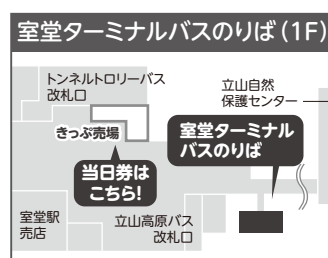 室堂ターミナルバスのりば(1F)
トンネルトロリーバス
改札口
立山自然
保護センター
きっぷ売場
室堂ターミナル
バスのりば
当日券は
こちら!
室堂駅
売店
立山高原バス
改札口